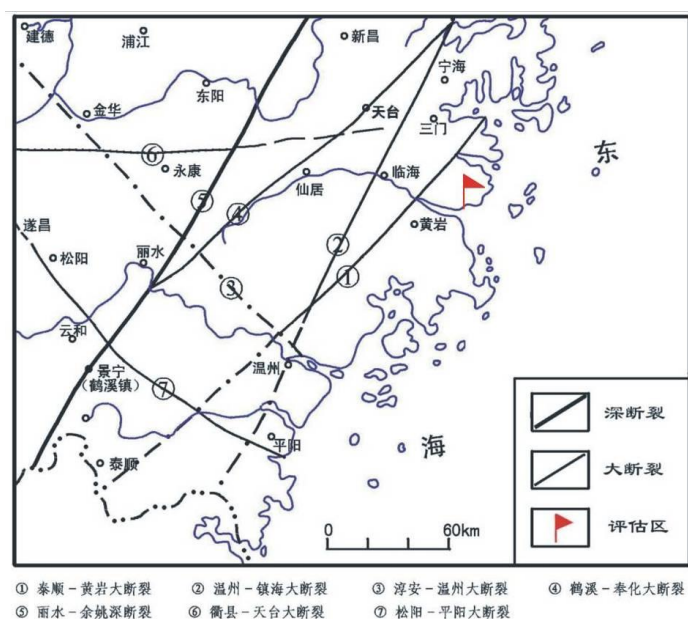 建德
浦江
新昌
宁海
东阳
金华
天台
三门
东
⑥
永康
仙居
临海
⑤
④
遂昌
②
黄岩
松阳
丽水
③
①
云和
温州
景宁
(鹤溪镇)
⑦
平阳
海
泰顺
深断裂
大断裂
评估区
0 60km
① 泰顺-黄岩大断裂 ② 温州-镇海大断裂 ③ 淳安-温州大断裂 ④ 鹤溪-奉化大断裂
⑤ 丽水-余姚深断裂 ⑥ 衢县-天台大断裂 ⑦ 松阳-平阳大断裂